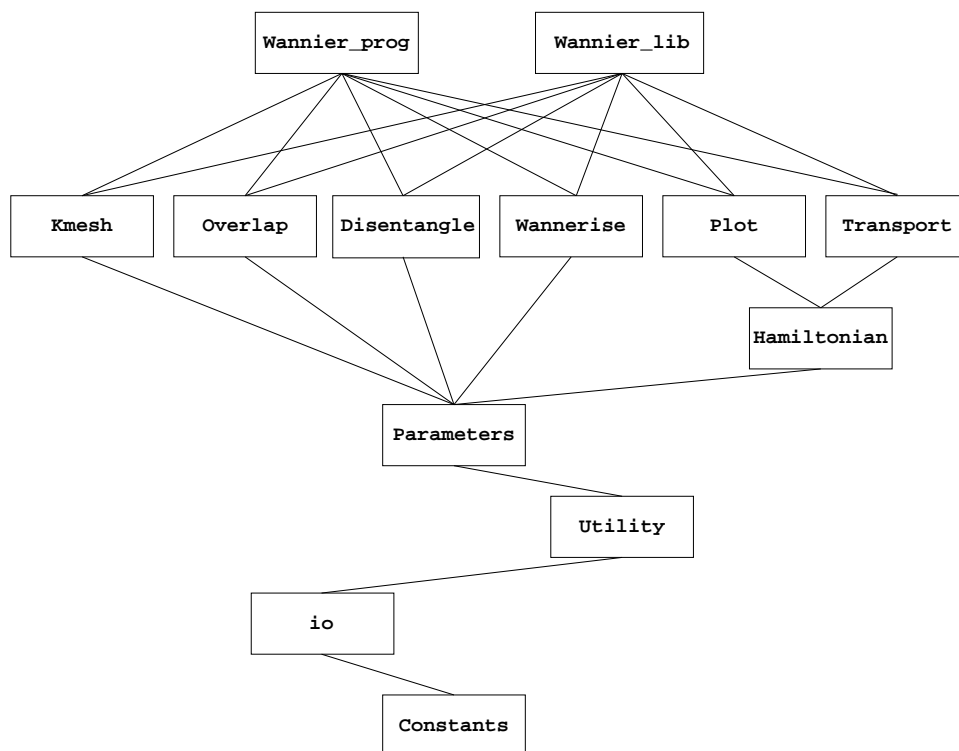 Wannier_prog
Wannier_lib
Kmesh
Overlap
Disentangle
Wannerise
Plot
Transport
Hamiltonian
Parameters
Utility
io
Constants